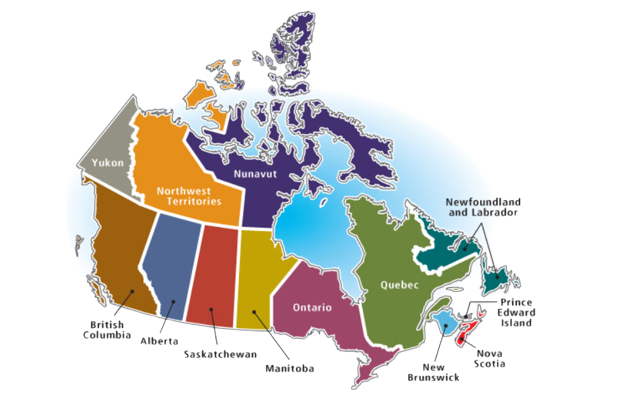 Yukon
Northwest
Territories
Nunavut
Newfoundland
and Labrador
Quebec
Ontario
Prince
Edward
Island
British
Columbia
Alberta
Saskatchewan
Manitoba
New
Brunswick
Nova
Scotia